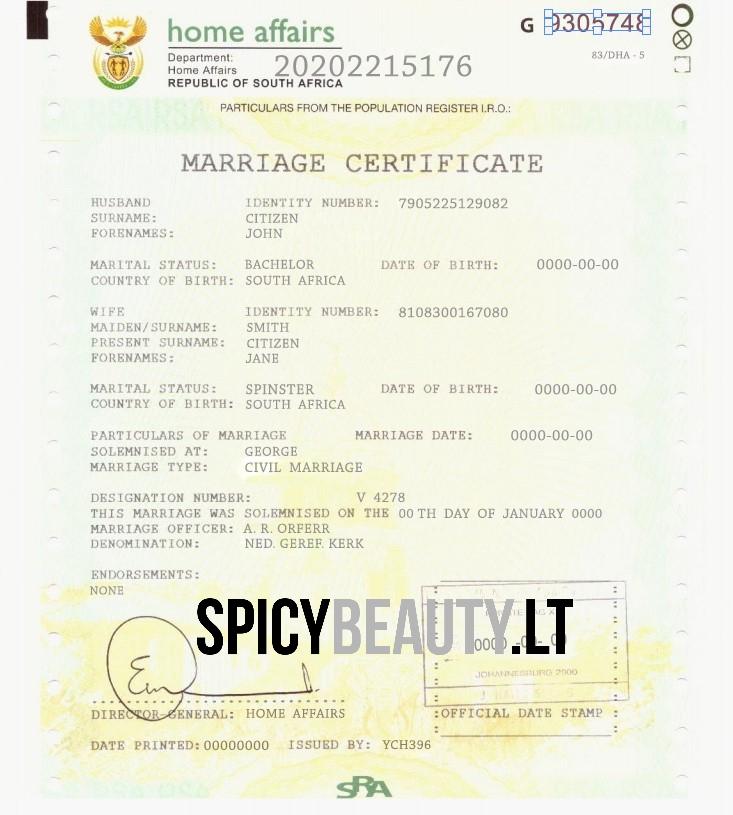 home affairs
G 9305748
Department:
Home Affairs
20202215176
83/DHA - 5
REPUBLIC OF SOUTH AFRICA
PARTICULARS FROM THE POPULATION REGISTER I.R.O.:
MARRIAGE CERTIFICATE
HUSBAND IDENTITY NUMBER: 7905225129082
SURNAME: CITIZEN
FORENAMES: JOHN
MARITAL STATUS: BACHELOR DATE OF BIRTH: 0000-00-00
COUNTRY OF BIRTH: SOUTH AFRICA
WIFE IDENTITY NUMBER: 8108300167080
MAIDEN/SURNAME: SMITH
PRESENT SURNAME: CITIZEN
FORENAMES: JANE
MARITAL STATUS: SPINSTER DATE OF BIRTH: 0000-00-00
COUNTRY OF BIRTH: SOUTH AFRICA
PARTICULARS OF MARRIAGE MARRIAGE DATE: 0000-00-00
SOLEMNISED AT: GEORGE
MARRIAGE TYPE: CIVIL MARRIAGE
DESIGNATION NUMBER: V 4278
THIS MARRIAGE WAS SOLEMNISED ON THE 00 TH DAY OF JANUARY 0000
MARRIAGE OFFICER: A. R. ORFERR
DENOMINATION: NED. GEREF. KERK
ENDORSEMENTS:
NONE
SPICYBEAUTY.LT
0000 -00- 00
JOHANNESBURG 2000
DIRECTOR-GENERAL: HOME AFFAIRS
OFFICIAL DATE STAMP
DATE PRINTED: 00000000 ISSUED BY: YCH396